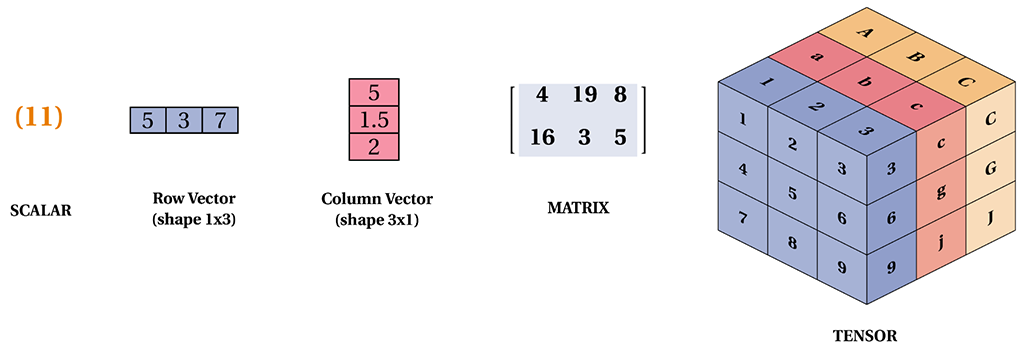 (11)
SCALAR
5 3 7
Row Vector
(shape 1x3)
5
1.5
2
Column Vector
(shape 3x1)
4 19 8
16 3 5
MATRIX
A
B
C
a
b
c
1
2
3
1 2 3
4 5 6
7 8 9
3 c C
6 g G
9 j J
TENSOR